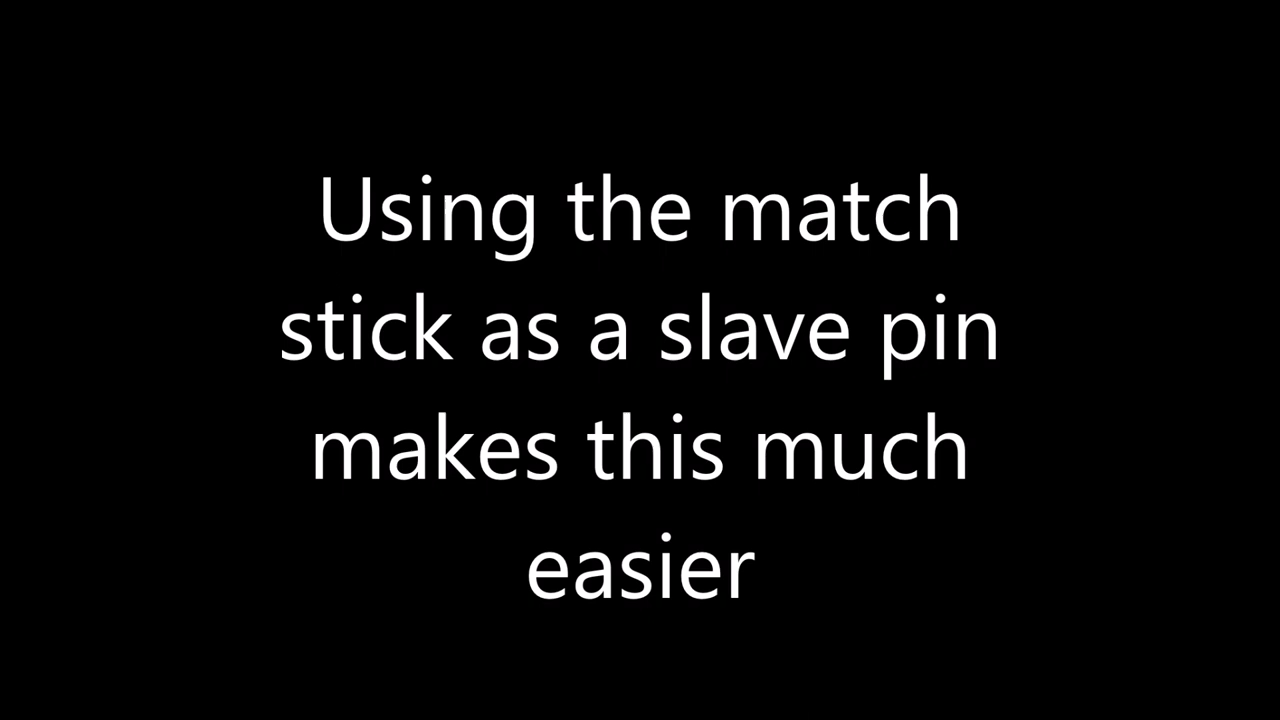 Using the match
stick as a slave pin
makes this much
easier